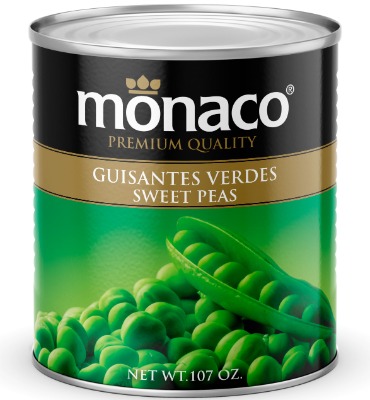 monaco®
PREMIUM QUALITY
GUISANTES VERDES
SWEET PEAS
NET WT.107 OZ.